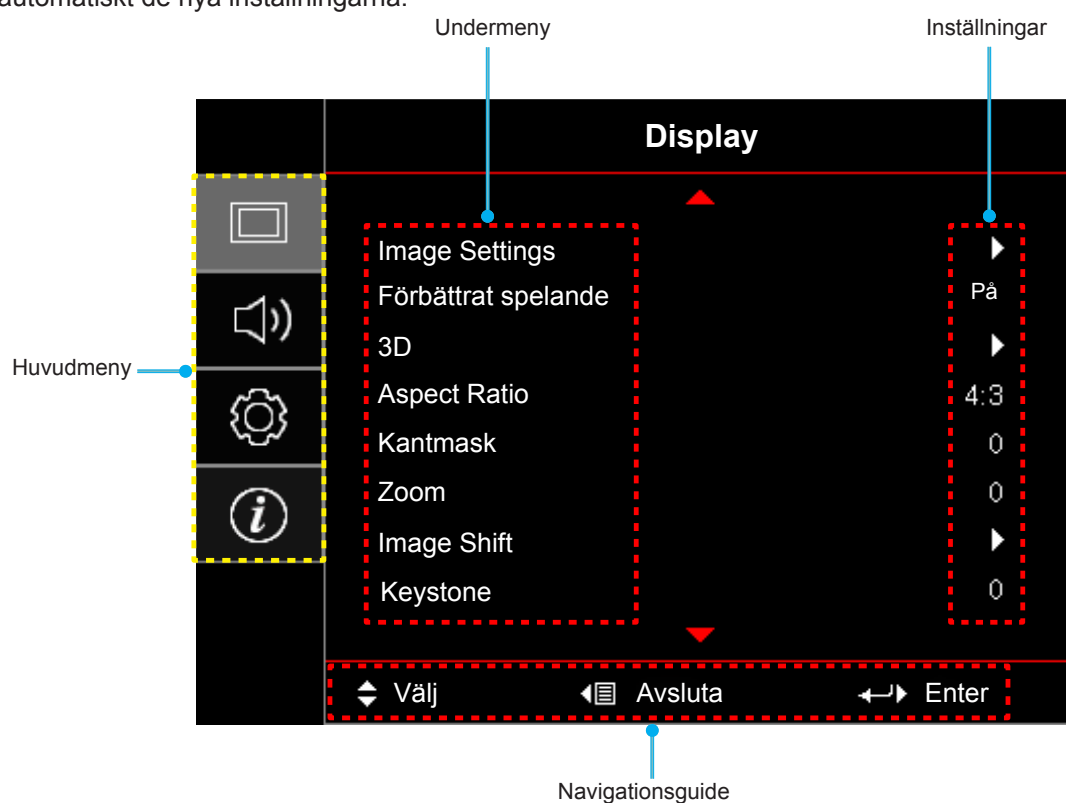 automatiskt de nya inställningarna.
Undermeny
Inställningar
Display
Image Settings
Förbättrat spelande På
3D
Huvudmeny
Aspect Ratio 4:3
Kantmask 0
Zoom 0
Image Shift
Keystone 0
Välj Avsluta Enter
Navigationsguide